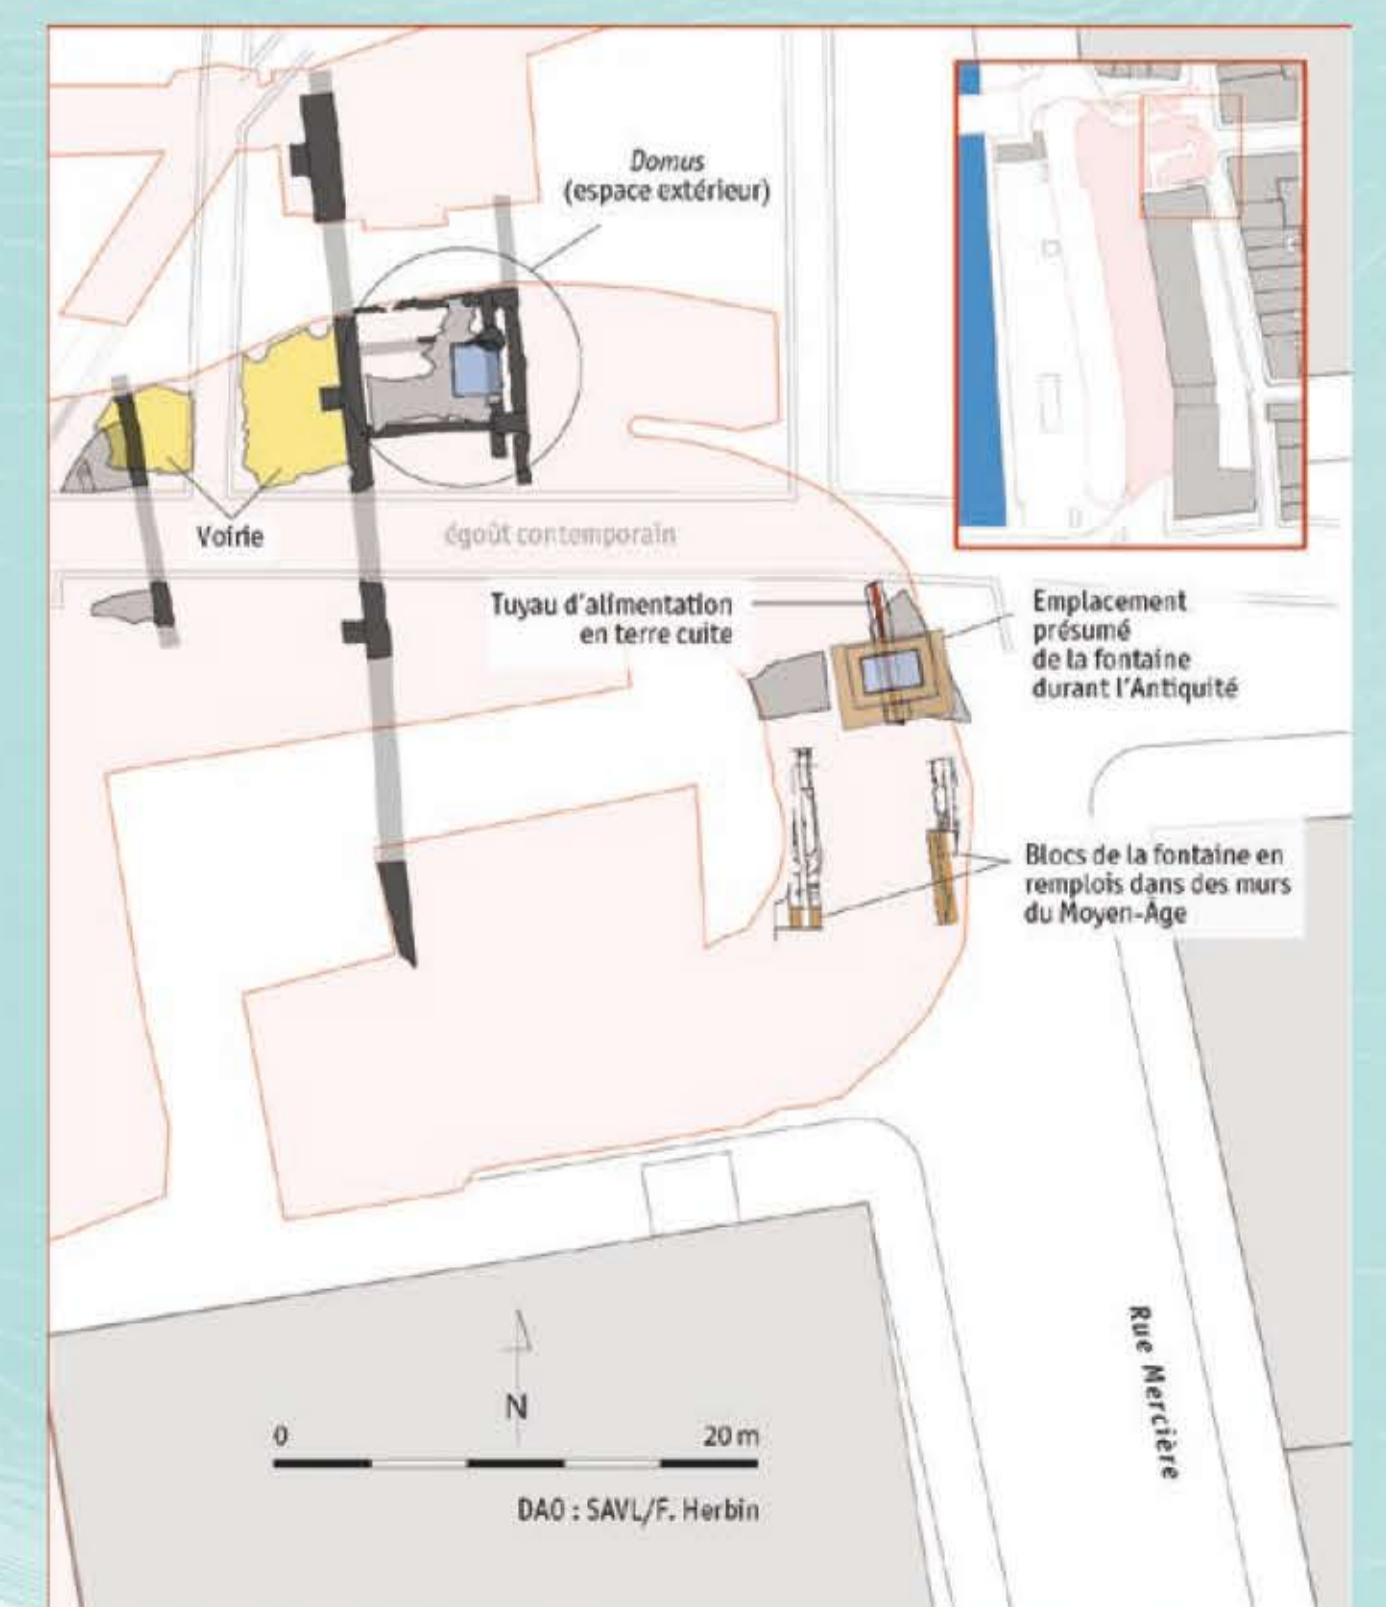 Domus
(espace extérieur)
Voirie
égoût contemporain
Tuyau d'alimentation
en terre cuite
Emplacement
présumé
de la fontaine
durant l'Antiquité
Blocs de la fontaine en
remplois dans des murs
du Moyen-Âge
Rue Mercière
N
0 20 m
DAO : SAVL/F. Herbin